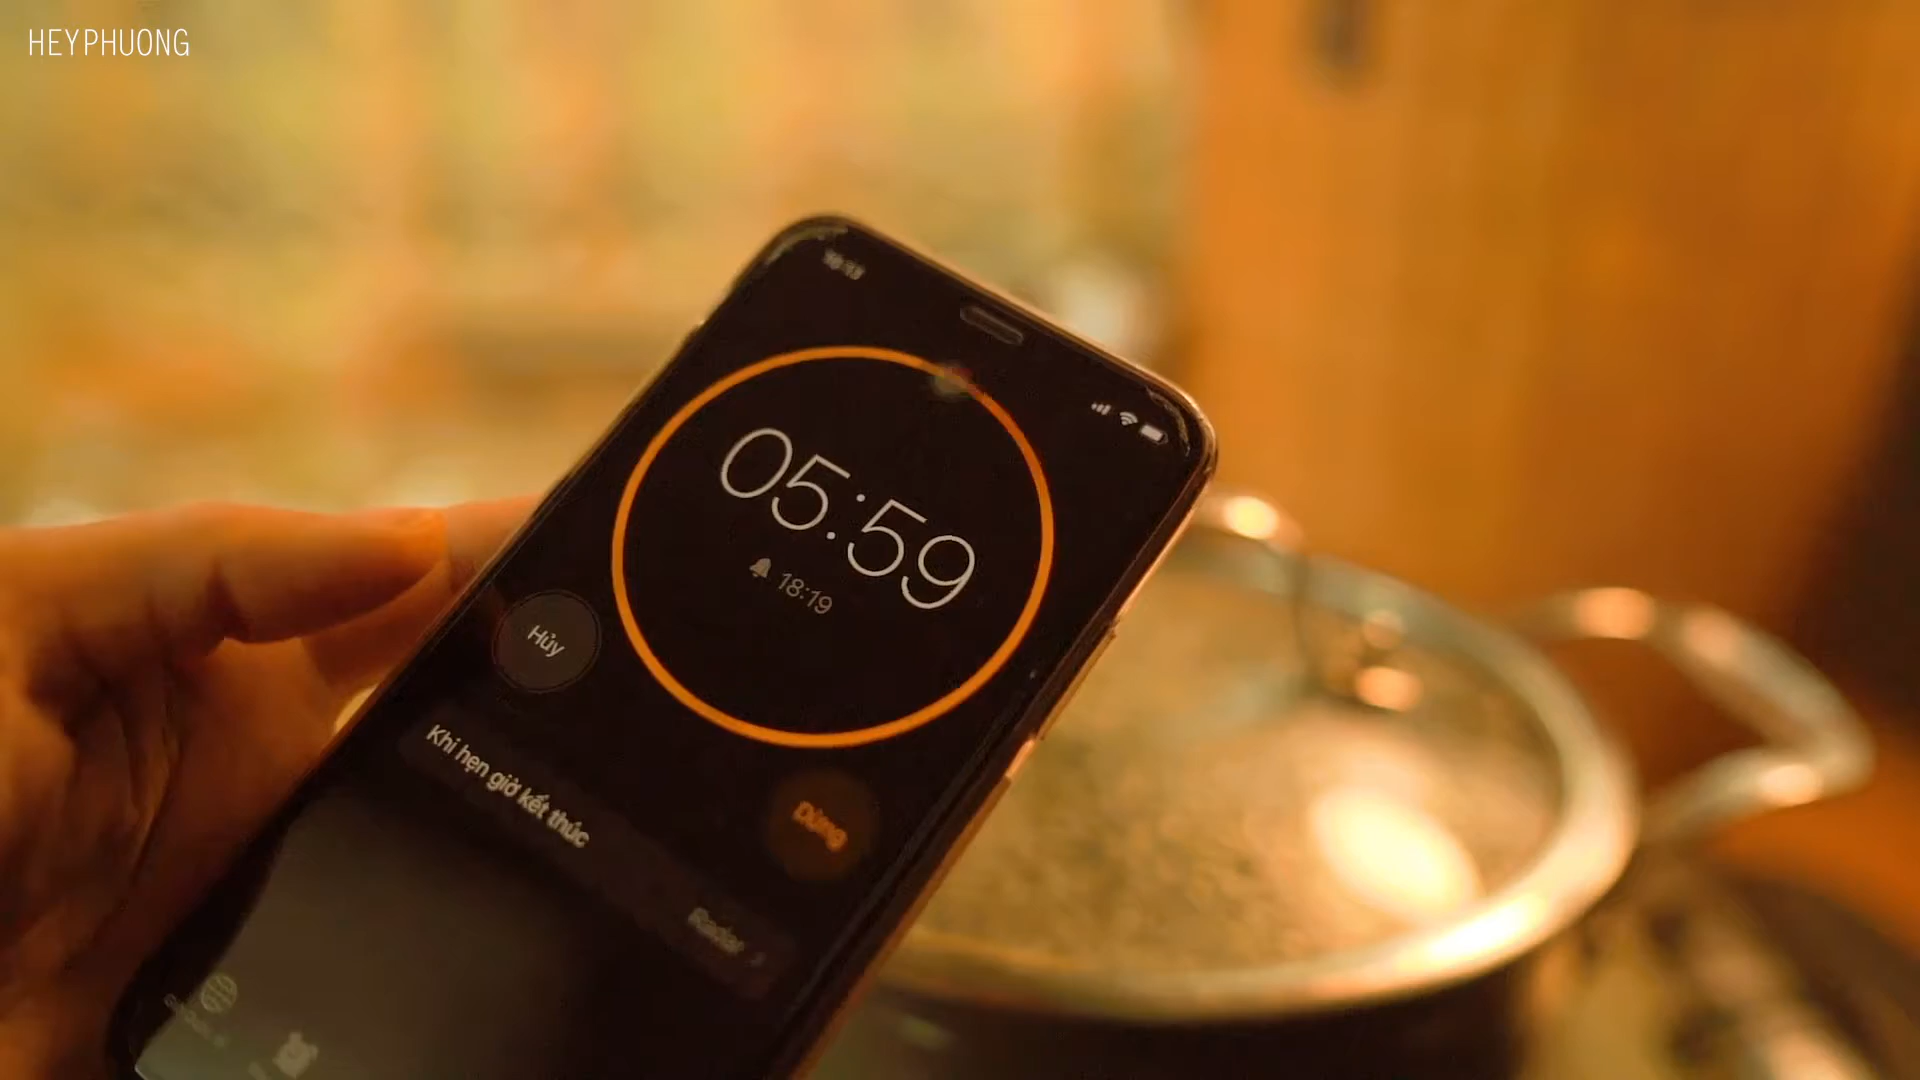 HEYPHUONG
05:59
18:19
Hủy
Dừng
Khi hẹn giờ kết thúc
Radar